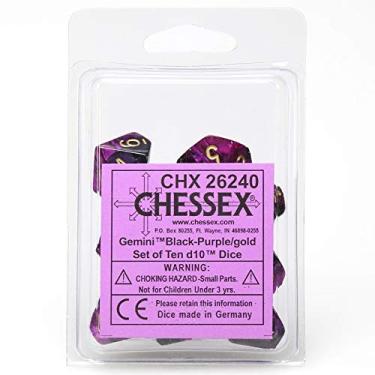 6
CHX 26240
CHESSEX®
www.chessex.com
P.O. Box 80255, Ft. Wayne, IN 46898-0255
Gemini™Black-Purple/gold
Set of Ten d10™ Dice
WARNING:
CHOKING HAZARD-Small Parts.
Not for Children Under 3 yrs.
CE Please retain this information
Dice made in Germany